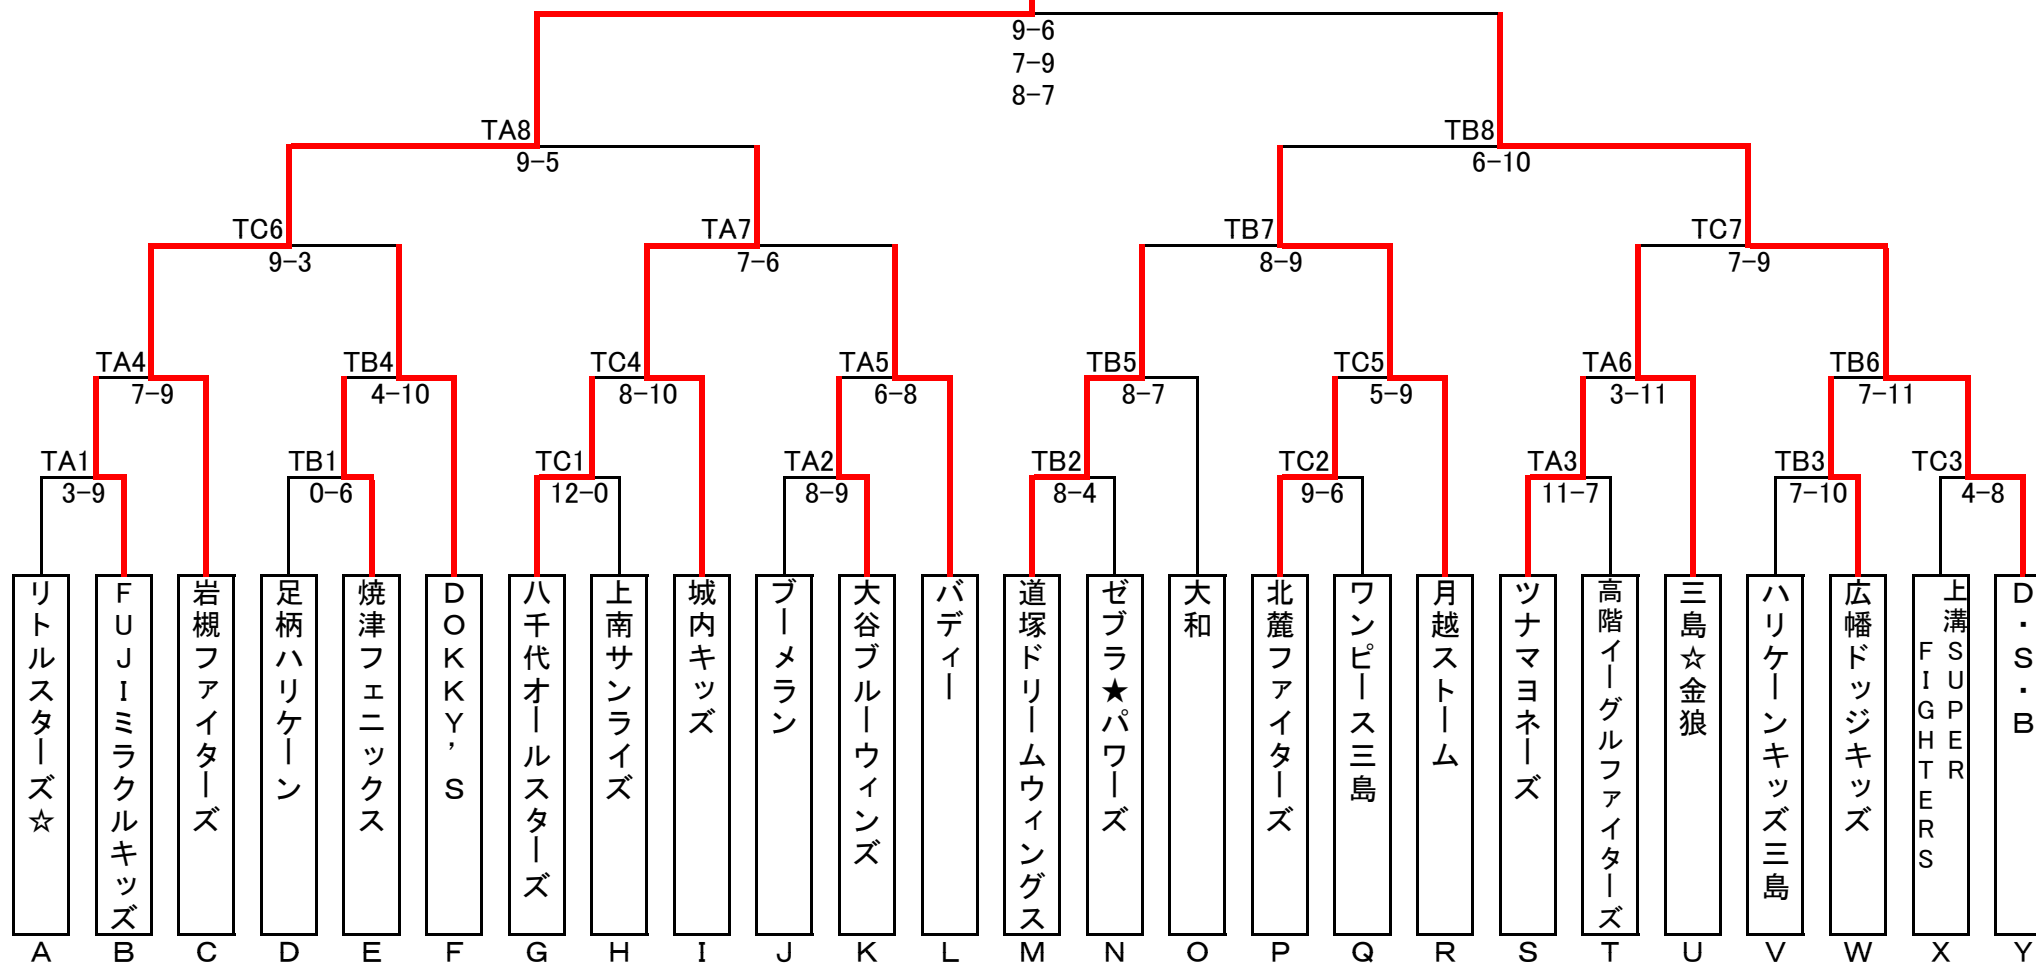 9-6
7-9
8-7
TA8
TB8
9-5
6-10
TC6
TA7
TB7
TC7
9-3
7-6
8-9
7-9
TA4
TB4
TC4
TA5
TB5
TC5
TA6
TB6
7-9
4-10
8-10
6-8
8-7
5-9
3-11
7-11
TA1
TB1
TC1
TA2
TB2
TC2
TA3
TB3
TC3
3-9
0-6
12-0
8-9
8-4
9-6
11-7
7-10
4-8
リトルスターズ☆
FUJIミラクルキッズ
岩槻ファイターズ
足柄ハリケーン
焼津フェニックス
DOKKY'S
八千代オールスターズ
上南サンライズ
城内キッズ
ブーメラン
大谷ブルーウィンズ
バディー
道塚ドリームウィングス
ゼブラ★パワーズ
大和
北麓ファイターズ
ワンピース三島
月越ストーム
ツナマヨネーズ
高階イーグルファイターズ
三島☆金狼
ハリケーンキッズ三島
広幡ドッジキッズ
上溝SUPER
FIGHTERS
D・S・B
A
B
C
D
E
F
G
H
I
J
K
L
M
N
O
P
Q
R
S
T
U
V
W
X
Y